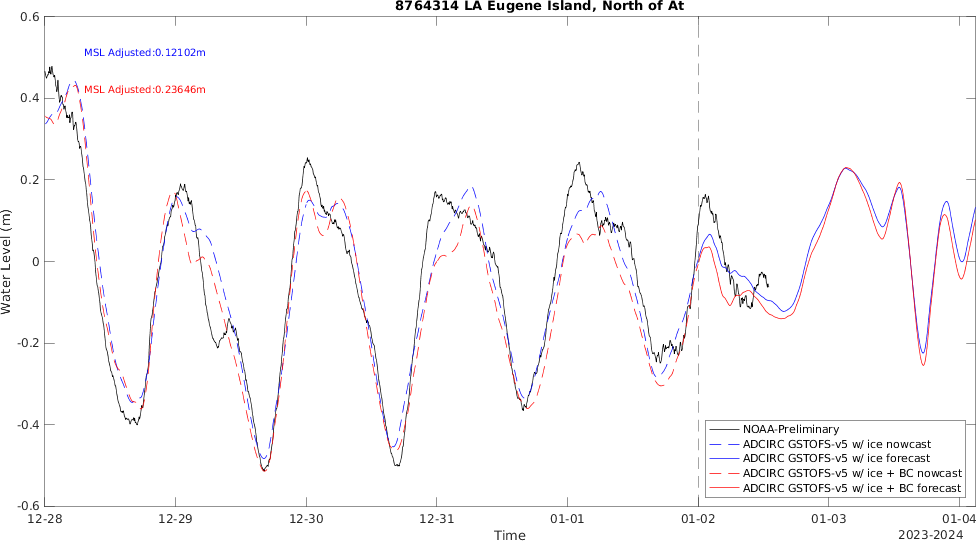 8764314 LA Eugene Island, North of At
MSL Adjusted:0.12102m
MSL Adjusted:0.23646m
Water Level (m)
0.6
0.4
0.2
0
-0.2
-0.4
-0.6
NOAA-Preliminary
ADCIRC GSTOFS-v5 w/ ice nowcast
ADCIRC GSTOFS-v5 w/ ice forecast
ADCIRC GSTOFS-v5 w/ ice + BC nowcast
ADCIRC GSTOFS-v5 w/ ice + BC forecast
12-28 12-29 12-30 12-31 01-01 01-02 01-03 01-04
Time
2023-2024